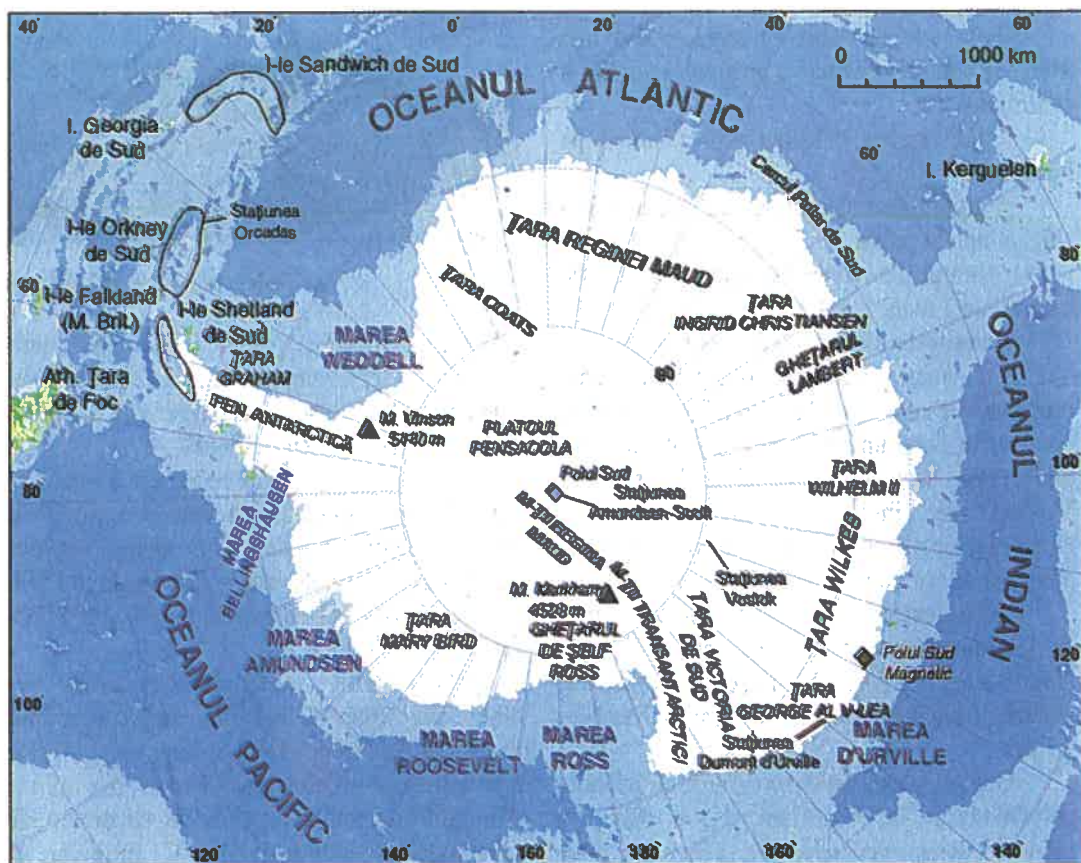 40°
0°
20°
40°
60°
0
1000 km
I-le Sandwich de Sud
OCEANUL ATLANTIC
I. Georgia
de Sud
60°
I. Kerguelen
Cercul Polar de Sud
I-le Orkney
de Sud
Stațiunea
Orcadas
ȚARA REGINEI MAUD
80°
60°
I-le Falkland
(M. Brit.)
I-le Shetland
de Sud
ȚARA
GRAHAM
MAREA
WEDDELL
ȚARA COATS
ȚARA
INGRID CHRISTIANSEN
GHEȚARUL
LAMBERT
80
OCEANUL INDIAN
Arh. Țara
de Foc
PEN ANTARCTICĂ
M. Vinson
5140 m
PLATOUL
PENSACOLA
80°
Polul Sud
Stațiunea
Amundsen-Scott
ȚARA
WILHELM II
100°
MAREA
BELLINGSHAUSEN
M-ȚII REGINA
MAUD
Stațiunea
Vostok
ȚARA WILKES
OCEANUL PACIFIC
MAREA
AMUNDSEN
ȚARA
MARY BIRD
M. Markham
4528 m
GHEȚARUL
DE SELF
ROSS
M-ȚII TRANSANTARCTICI
ȚARA VICTORIA
DE SUD
Polul Sud
Magnetic
120°
100°
ȚARA
GEORGE AL V-LEA
MAREA
ROOSEVELT
MAREA
ROSS
Stațiunea
Dumont d'Urville
MAREA
D'URVILLE
120°
140°
160°
180°
160°
140°